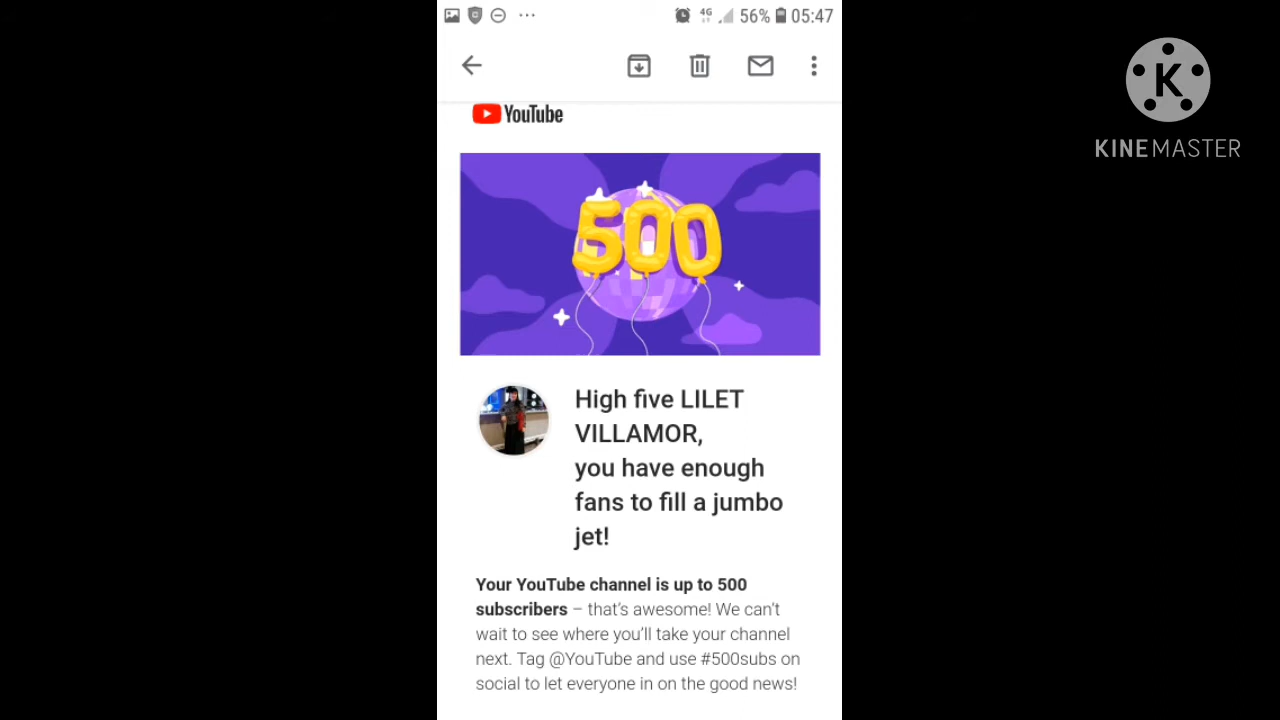 4G 56% 05:47
K
KINEMASTER
YouTube
500
High five LILET
VILLAMOR,
you have enough
fans to fill a jumbo
jet!
Your YouTube channel is up to 500
subscribers – that's awesome! We can't
wait to see where you'll take your channel
next. Tag @YouTube and use #500subs on
social to let everyone in on the good news!